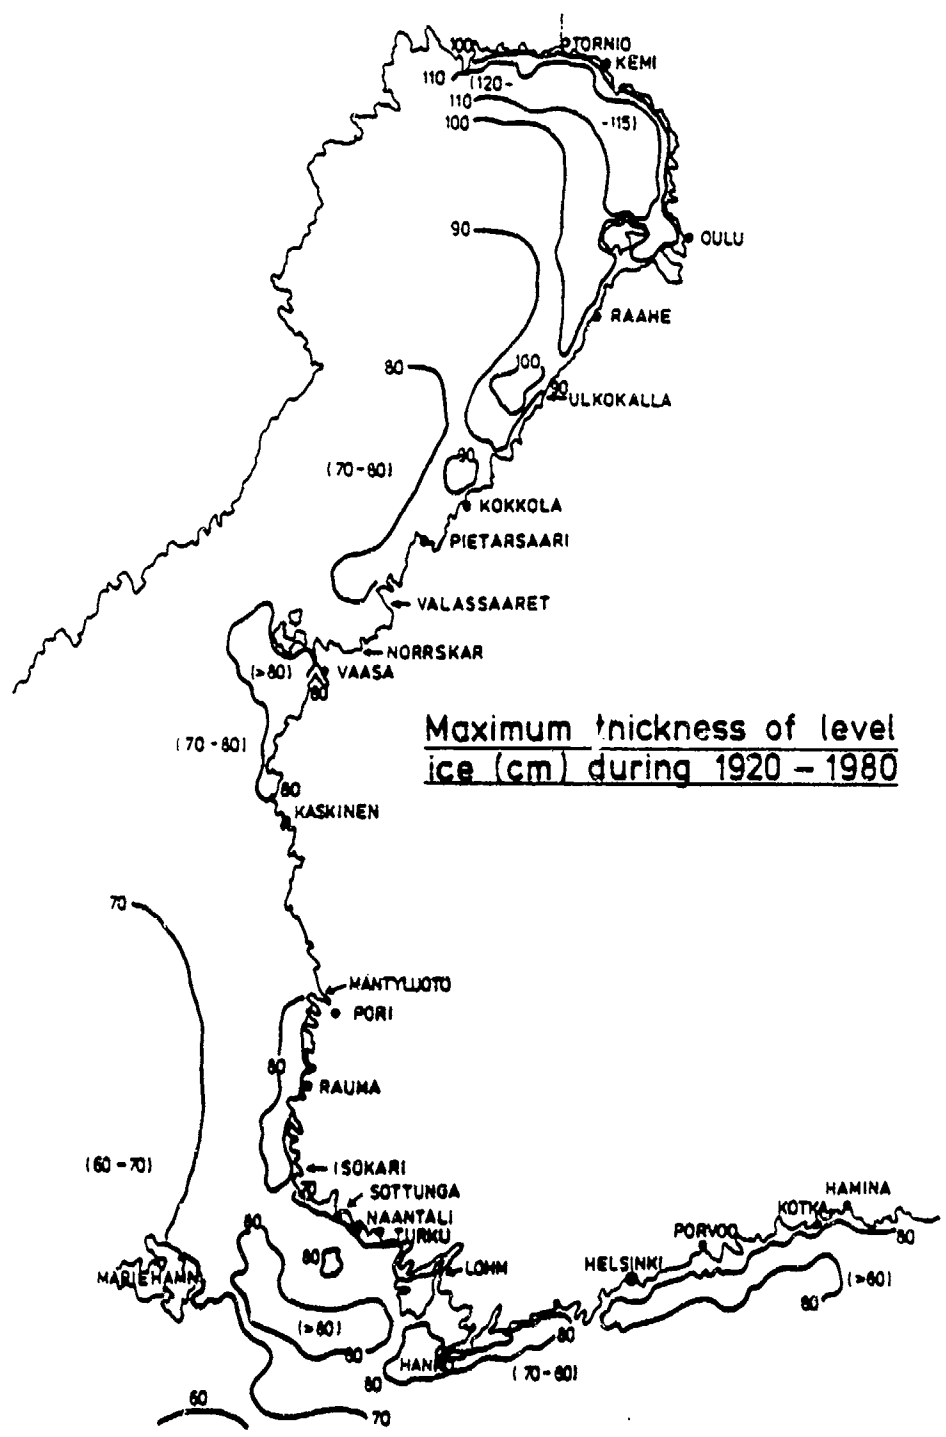 100
TORNIO
KEMI
110
(120-
110
-115)
100
90
OULU
RAAHE
80
100
90
ULKOKALLA
(70-80)
90
KOKKOLA
PIETARSAARI
VALASSAARET
NORRSKAR
(>80)
VAASA
80
Maximum thickness of level
ice (cm) during 1920 – 1980
(70-80)
80
KASKINEN
70
MÄNTYLUOTO
PORI
80
RAUMA
(60-70)
ISOKARI
70
SOTTUNGA
NAANTALI
TURKU
80
80
MARIEHAMN
LOHM
HELSINKI
PORVOO
KOTKA
HAMINA
80
(>80)
80
(>80)
80
80
HANKO
80
(70-80)
60
70